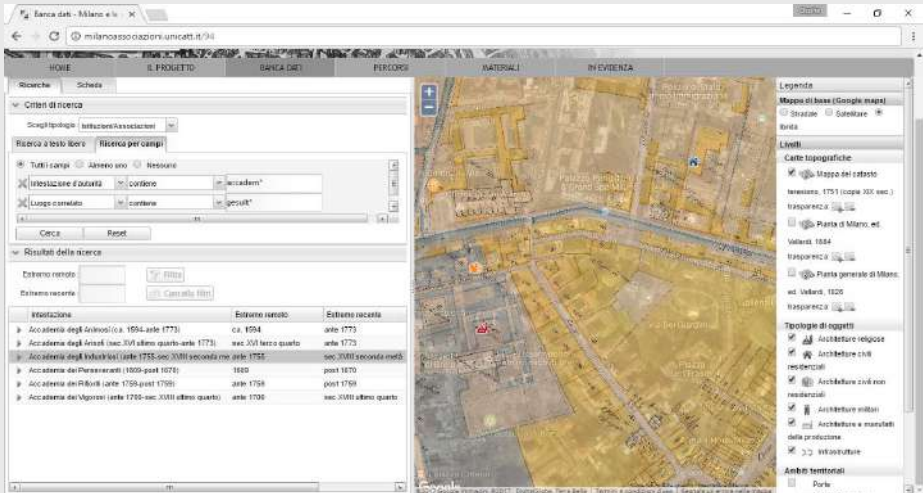 Banca dati - Milano e le
milanoassociazioni.unicatt.it/94
HOME IL PROGETTO BANCA DATI PERCORSI MATERIALI IN EVIDENZA
Ricerche Scheda
Criteri di ricerca
Scegli tipologia: Istituzioni/Associazioni
Ricerca a testo libero Ricerca per campi
Tutti i campi Almeno uno Nessuno
Intestazione d'autorità contiene accadem*
Luogo correlato contiene gesuit*
Cerca Reset
Risultati della ricerca
Estremo remoto Filtra
Estremo recente Cancella filtri
Intestazione Estremo remoto Estremo recente
Accademia degli Animosi (ca. 1594-ante 1773) ca. 1594 ante 1773
Accademia degli Arisofi (sec. XVI ultimo quarto-ante 1773) sec. XVI terzo quarto ante 1773
Accademia degli Industriosi (ante 1755-sec. XVIII seconda me ante 1755 sec. XVIII seconda metà
Accademia dei Perseveranti (1669-post 1670) 1669 post 1670
Accademia dei Rifioriti (ante 1759-post 1759) ante 1759 post 1759
Accademia dei Vigorosi (ante 1700-sec. XVIII ultimo quarto) ante 1700 sec. XVIII ultimo quarto
Google
Legenda
Mappa di base (Google maps)
Stradale Satellitare
Ibrida
Livelli
Carte topografiche
Mappa del catasto
teresiano, 1751 (copia XIX sec.)
trasparenza
Pianta di Milano, ed.
Vallardi, 1884
trasparenza
Pianta generale di Milano,
ed. Vallardi, 1826
trasparenza
Tipologie di oggetti
Architetture religiose
Architetture civili
residenziali
Architetture civili non
residenziali
Architetture militari
Architetture e manufatti
della produzione
Infrastrutture
Ambiti territoriali
Porte